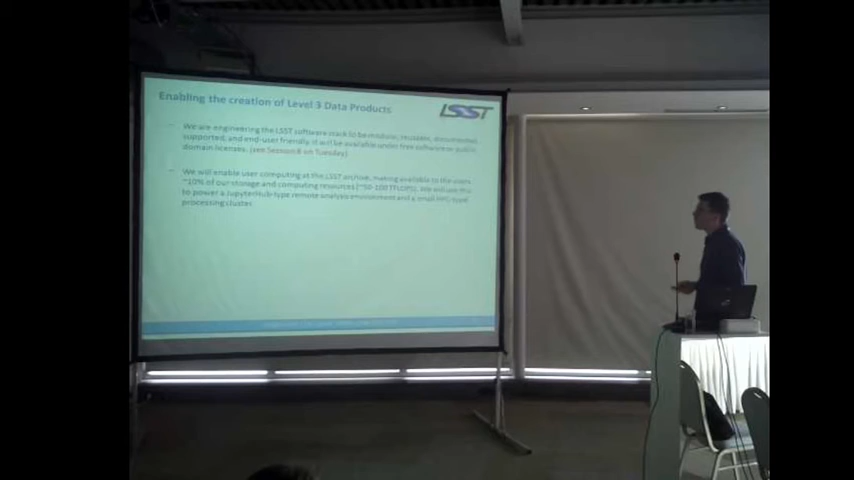 Enabling the creation of Level 3 Data Products
LSST
– We are engineering the LSST software stack to be modular, reusable, documented,
supported, and end-user friendly. It will be available under free software or public
domain licenses. (see Session 8 on Tuesday)
– We will enable user computing at the LSST archive, making available to the users
~10% of our storage and computing resources (~50-100 TFLOPS). We will use this
to power a JupyterHub-type remote analysis environment and a small HPC-type
processing cluster.